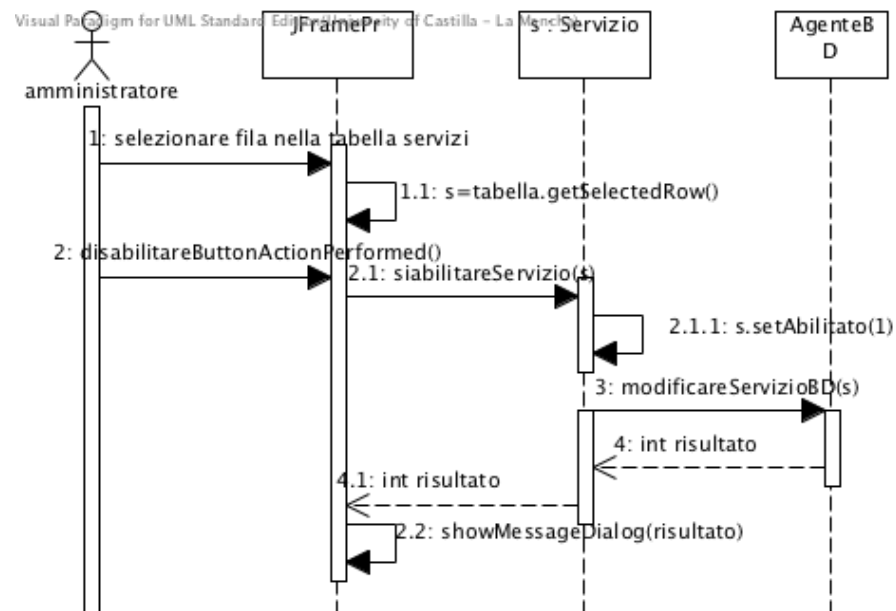 Visual Paradigm for UML Standard Edition(University of Castilla - La Mancha)
amministratore
JFramePr
s : Servizio
AgenteB
D
1: selezionare fila nella tabella servizi
1.1: s=tabella.getSelectedRow()
2: disabilitareButtonActionPerformed()
2.1: siabilitareServizio(s)
2.1.1: s.setAbilitato(1)
3: modificareServizioBD(s)
4: int risultato
4.1: int risultato
2.2: showMessageDialog(risultato)